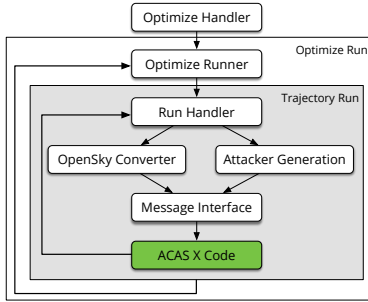 Optimize Handler
Optimize Run
Optimize Runner
Trajectory Run
Run Handler
OpenSky Converter
Attacker Generation
Message Interface
ACAS X Code